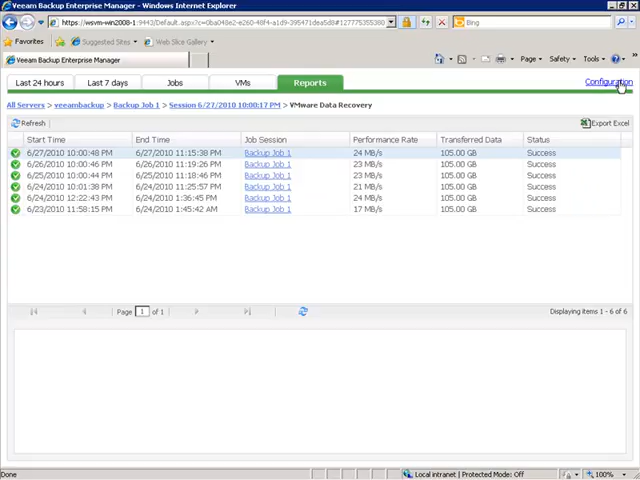 Veeam Backup Enterprise Manager - Windows Internet Explorer
Bing
Favorites Suggested Sites Web Slice Gallery
Veeam Backup Enterprise Manager Page Safety Tools
Last 24 hours Last 7 days Jobs VMs Reports Configuration
All Servers > veeambackup > Backup Job 1 > Session 6/27/2010 10:00:17 PM > VMware Data Recovery
Refresh Export Excel
Start Time End Time Job Session Performance Rate Transferred Data Status
6/27/2010 10:00:48 PM 6/27/2010 11:15:38 PM Backup Job 1 24 MB/s 105.00 GB Success
6/26/2010 10:00:46 PM 6/26/2010 11:19:26 PM Backup Job 1 23 MB/s 105.00 GB Success
6/25/2010 10:00:44 PM 6/25/2010 11:18:46 PM Backup Job 1 23 MB/s 105.00 GB Success
6/24/2010 10:01:38 PM 6/24/2010 11:25:57 PM Backup Job 1 21 MB/s 105.00 GB Success
6/24/2010 12:22:43 PM 6/24/2010 1:36:45 PM Backup Job 1 24 MB/s 105.00 GB Success
6/23/2010 11:58:15 PM 6/24/2010 1:45:42 AM Backup Job 1 17 MB/s 105.00 GB Success
Page 1 of 1 Displaying items 1 - 6 of 6
Done Local intranet | Protected Mode: Off 100%